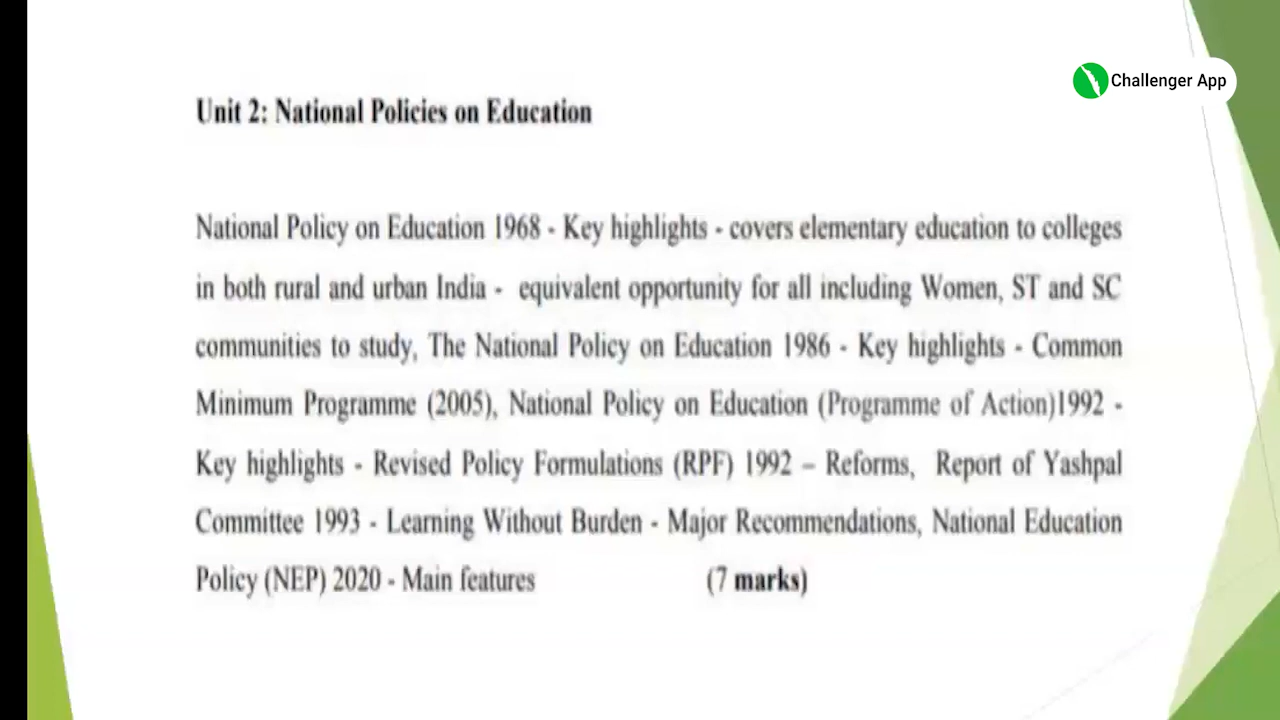 Challenger App
Unit 2: National Policies on Education
National Policy on Education 1968 - Key highlights - covers elementary education to colleges
in both rural and urban India - equivalent opportunity for all including Women, ST and SC
communities to study, The National Policy on Education 1986 - Key highlights - Common
Minimum Programme (2005), National Policy on Education (Programme of Action)1992 -
Key highlights - Revised Policy Formulations (RPF) 1992 – Reforms, Report of Yashpal
Committee 1993 - Learning Without Burden - Major Recommendations, National Education
Policy (NEP) 2020 - Main features (7 marks)